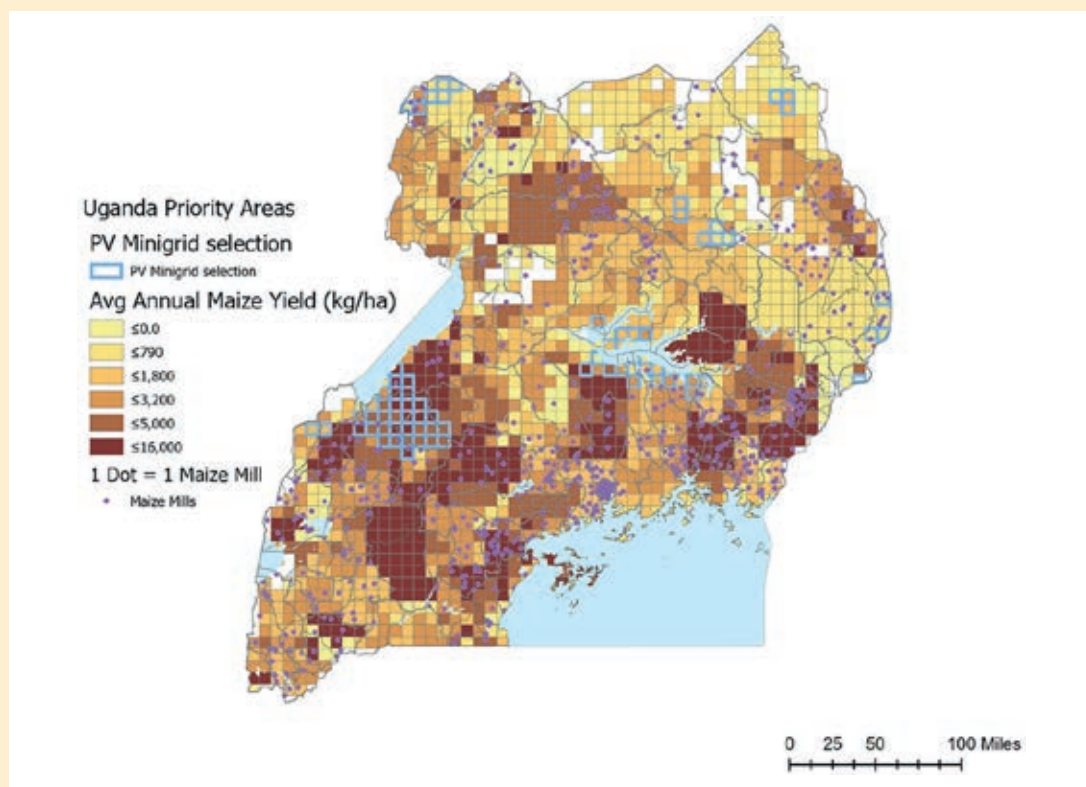 Uganda Priority Areas
PV Minigrid selection
PV Minigrid selection
Avg Annual Maize Yield (kg/ha)
≤0.0
≤790
≤1,800
≤3,200
≤5,000
≤16,000
1 Dot = 1 Maize Mill
Maize Mills
0 25 50 100 Miles